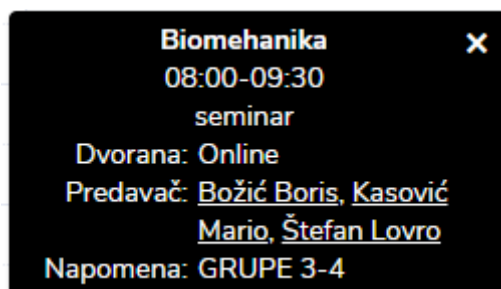 Biomehanika
08:00-09:30
seminar
Dvorana: Online
Predavač: Božić Boris, Kasović
Mario, Štefan Lovro
Napomena: GRUPE 3-4